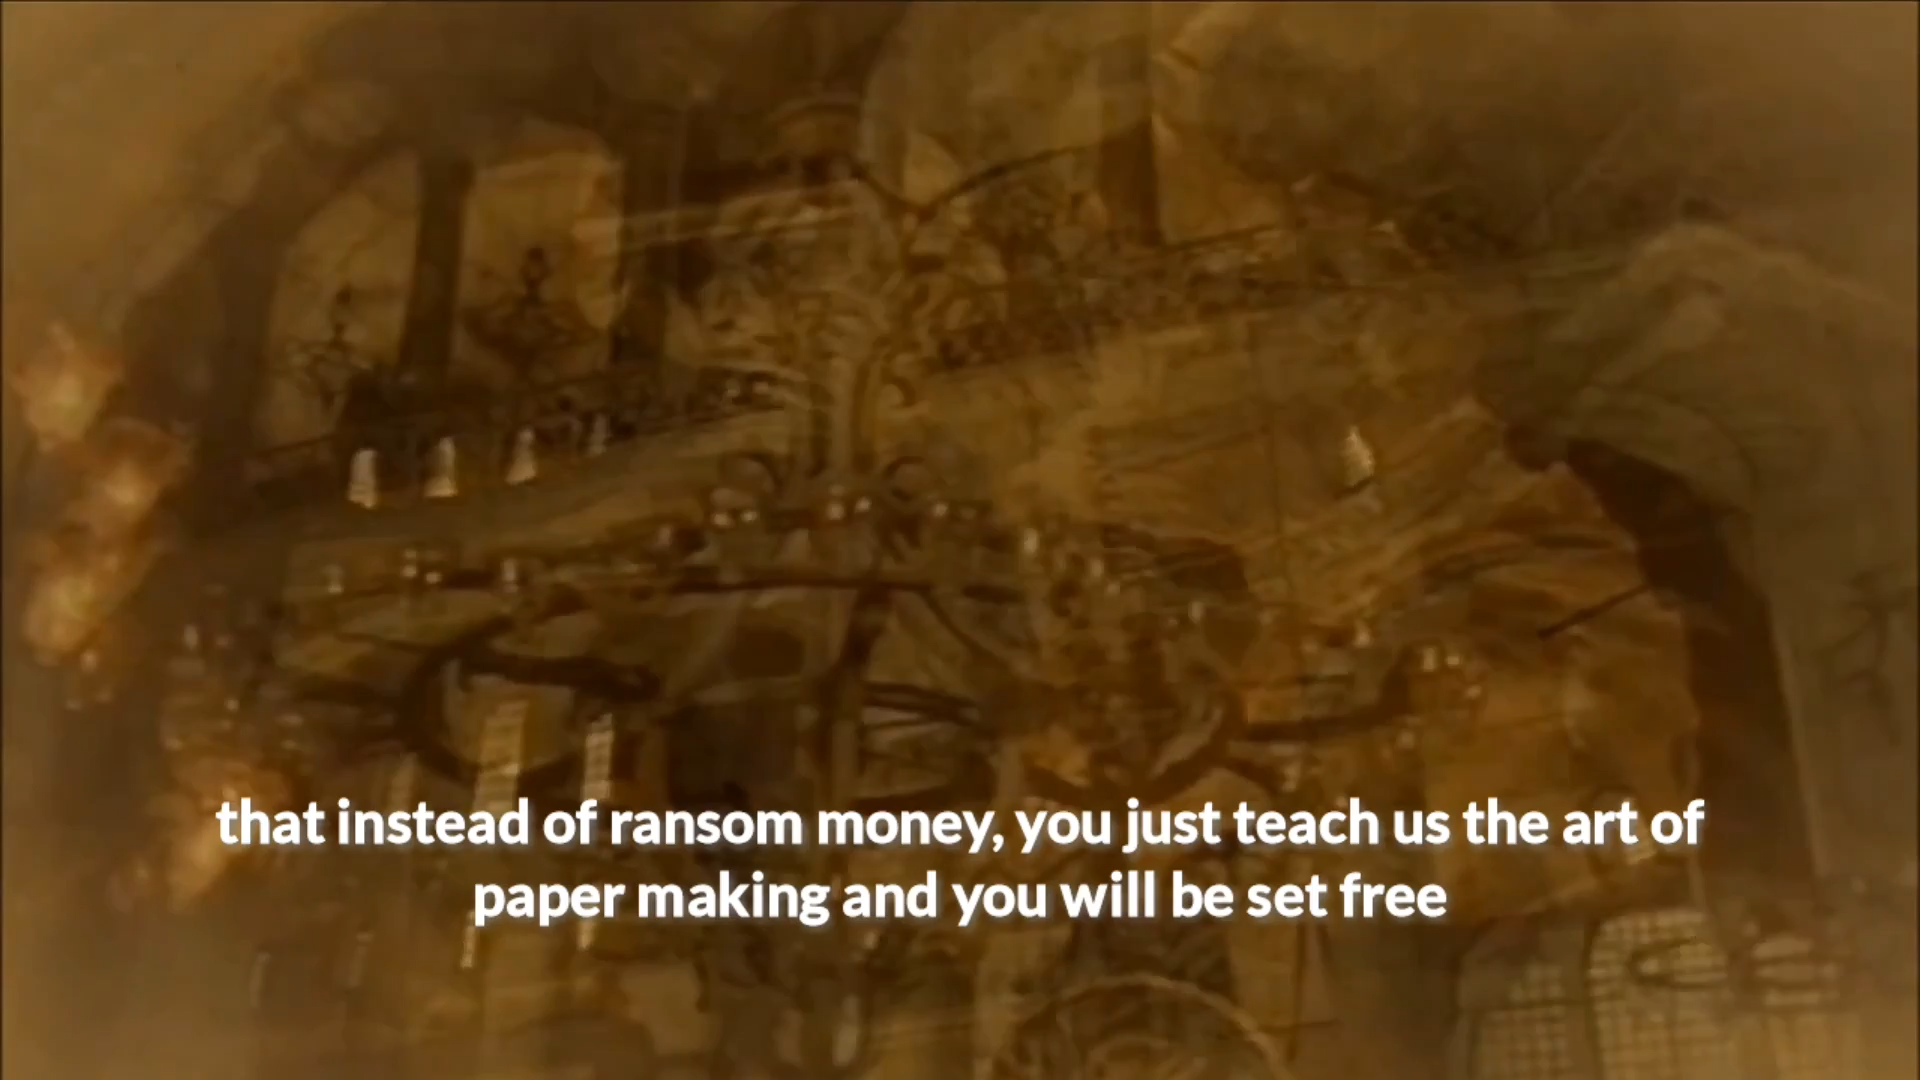 that instead of ransom money, you just teach us the art of
paper making and you will be set free